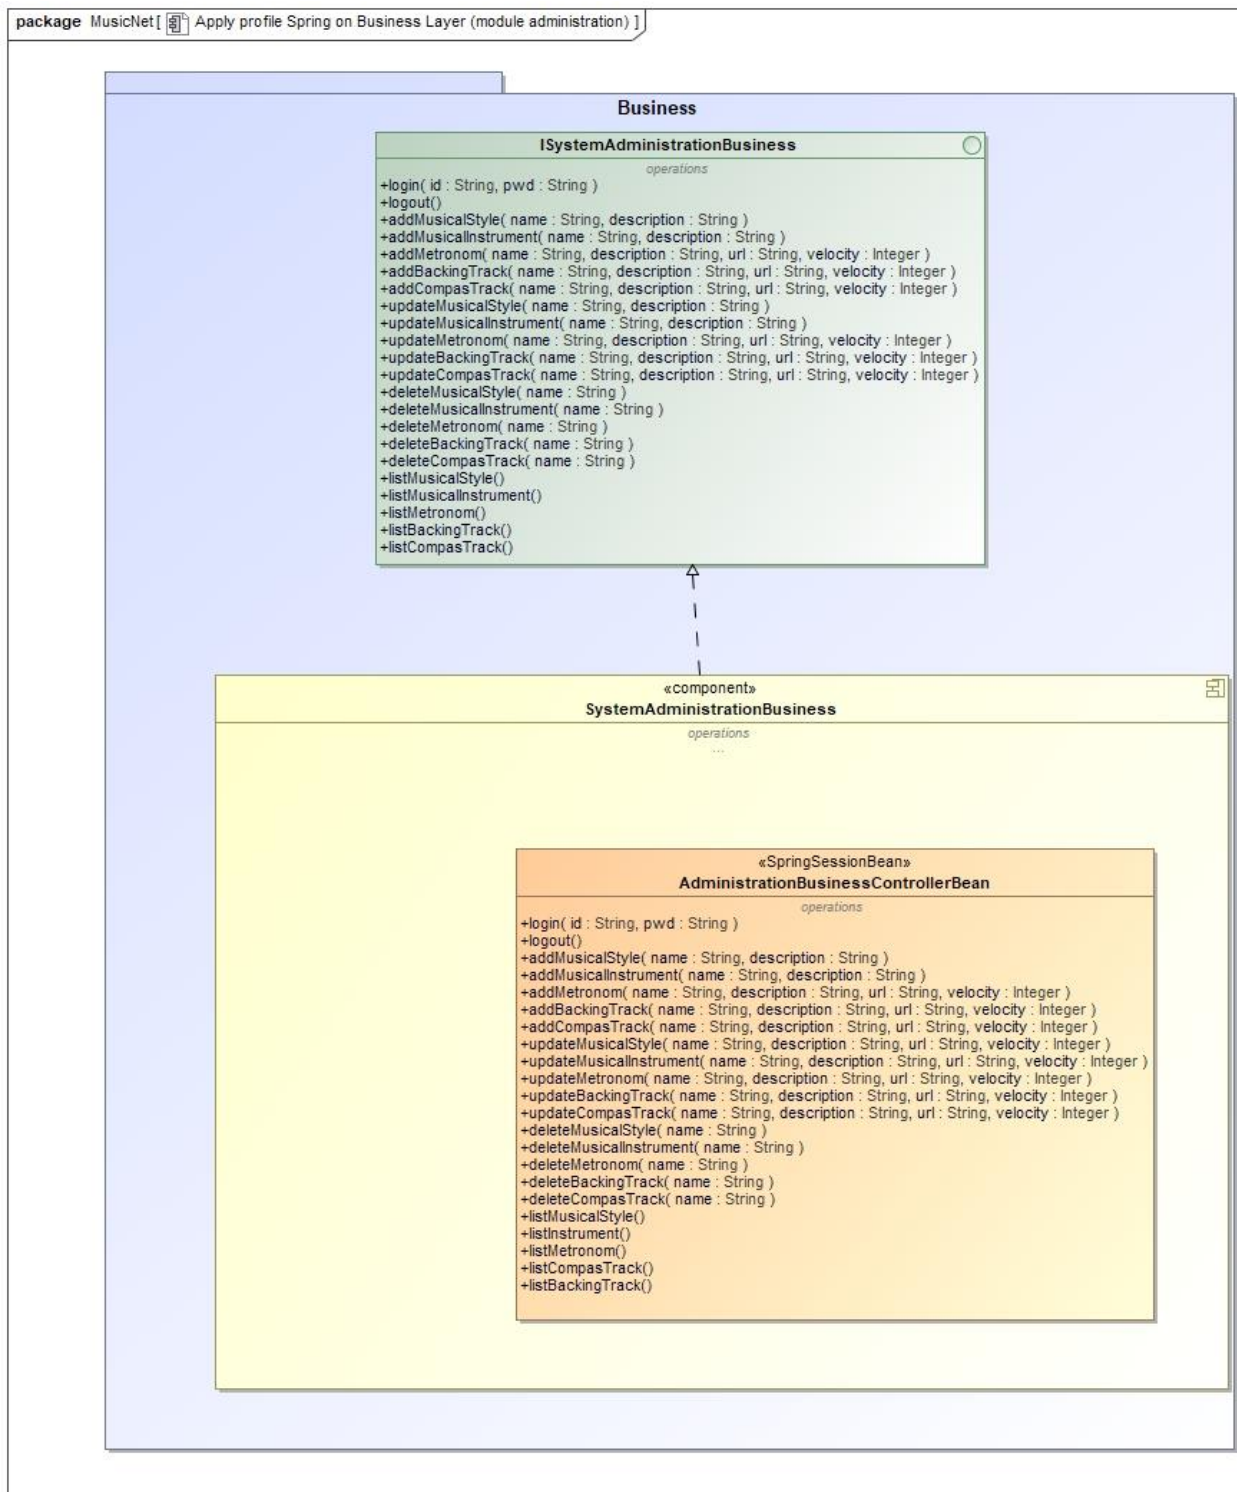 package MusicNet [ Apply profile Spring on Business Layer (module administration) ]
Business
ISystemAdministrationBusiness
operations
+login( id : String, pwd : String )
+logout()
+addMusicalStyle( name : String, description : String )
+addMusicalInstrument( name : String, description : String )
+addMetronom( name : String, description : String, url : String, velocity : Integer )
+addBackingTrack( name : String, description : String, url : String, velocity : Integer )
+addCompasTrack( name : String, description : String, url : String, velocity : Integer )
+updateMusicalStyle( name : String, description : String )
+updateMusicalInstrument( name : String, description : String )
+updateMetronom( name : String, description : String, url : String, velocity : Integer )
+updateBackingTrack( name : String, description : String, url : String, velocity : Integer )
+updateCompasTrack( name : String, description : String, url : String, velocity : Integer )
+deleteMusicalStyle( name : String )
+deleteMusicalInstrument( name : String )
+deleteMetronom( name : String )
+deleteBackingTrack( name : String )
+deleteCompasTrack( name : String )
+listMusicalStyle()
+listMusicalInstrument()
+listMetronom()
+listBackingTrack()
+listCompasTrack()
«component»
SystemAdministrationBusiness
operations
...
«SpringSessionBean»
AdministrationBusinessControllerBean
operations
+login( id : String, pwd : String )
+logout()
+addMusicalStyle( name : String, description : String )
+addMusicalInstrument( name : String, description : String )
+addMetronom( name : String, description : String, url : String, velocity : Integer )
+addBackingTrack( name : String, description : String, url : String, velocity : Integer )
+addCompasTrack( name : String, description : String, url : String, velocity : Integer )
+updateMusicalStyle( name : String, description : String, url : String, velocity : Integer )
+updateMusicalInstrument( name : String, description : String, url : String, velocity : Integer )
+updateMetronom( name : String, description : String, url : String, velocity : Integer )
+updateBackingTrack( name : String, description : String, url : String, velocity : Integer )
+updateCompasTrack( name : String, description : String, url : String, velocity : Integer )
+deleteMusicalStyle( name : String )
+deleteMusicalInstrument( name : String )
+deleteMetronom( name : String )
+deleteBackingTrack( name : String )
+deleteCompasTrack( name : String )
+listMusicalStyle()
+listInstrument()
+listMetronom()
+listCompasTrack()
+listBackingTrack()